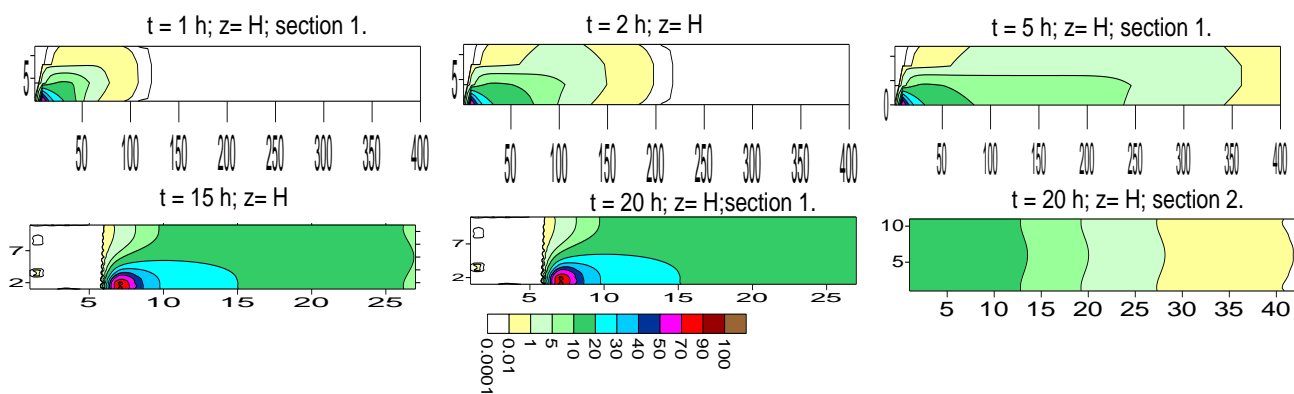 t = 1 h; z= H; section 1.
5
50 100 150 200 250 300 350 400
t = 2 h; z= H
5
50 100 150 200 250 300 350 400
t = 5 h; z= H; section 1.
0
50 100 150 200 250 300 350 400
t = 15 h; z= H
7
2
5 10 15 20 25
t = 20 h; z= H;section 1.
7
2
5 10 15 20 25
t = 20 h; z= H; section 2.
10
5
5 10 15 20 25 30 35 40
0.0001 0.01 1 5 10 20 30 40 50 70 90 100